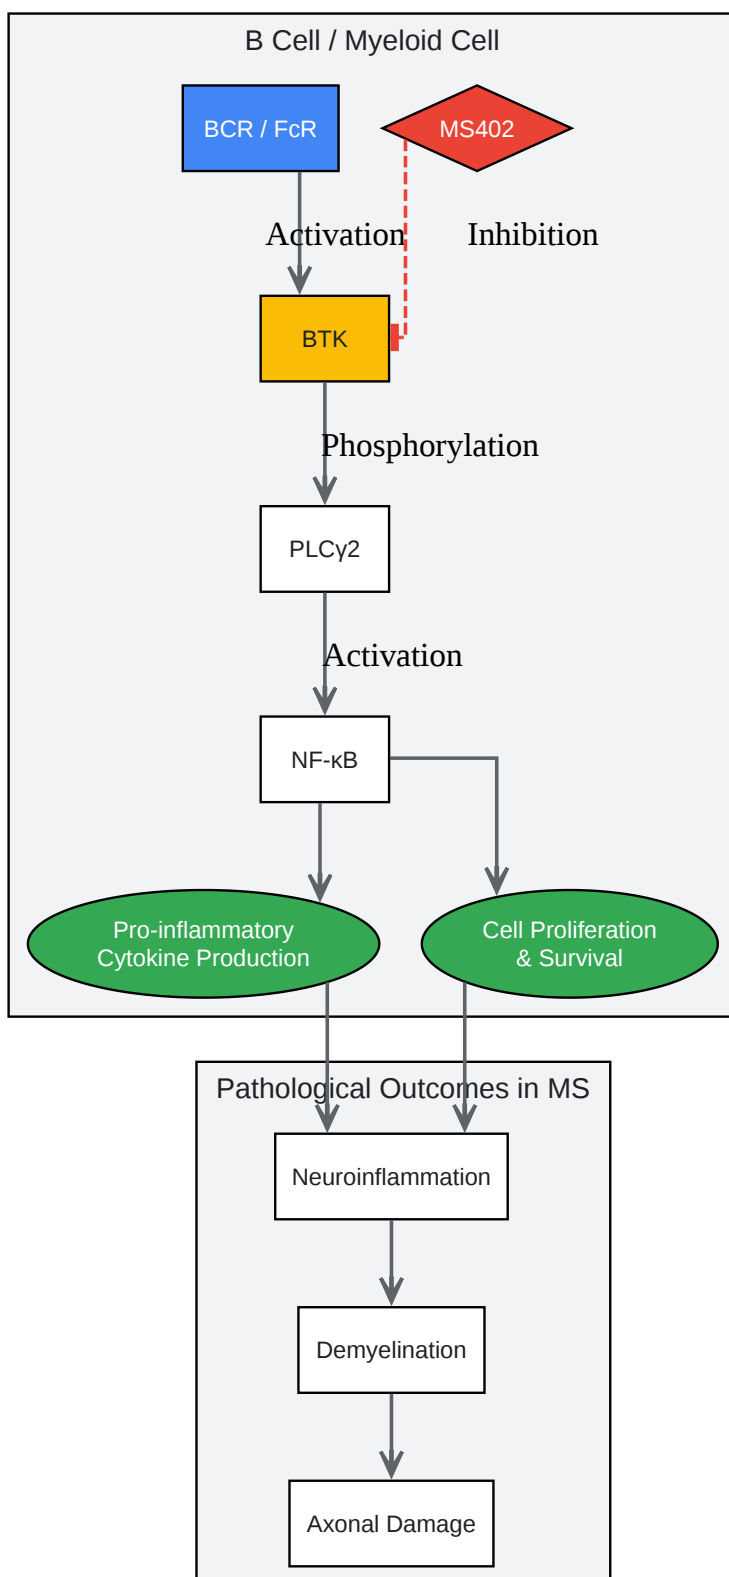 B Cell / Myeloid Cell
BCR / FcR
MS402
Activation
Inhibition
BTK
Phosphorylation
PLCγ2
Activation
NF-κB
Pro-inflammatory
Cytokine Production
Cell Proliferation
& Survival
Pathological Outcomes in MS
Neuroinflammation
Demyelination
Axonal Damage